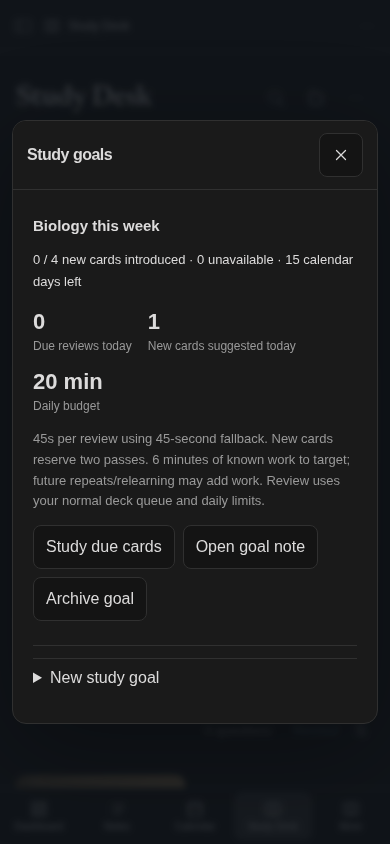 Study Desk
Study goals
Biology this week
0 / 4 new cards introduced · 0 unavailable · 15 calendar
days left
0
Due reviews today
1
New cards suggested today
20 min
Daily budget
45s per review using 45-second fallback. New cards
reserve two passes. 6 minutes of known work to target;
future repeats/relearning may add work. Review uses
your normal deck queue and daily limits.
Study due cards
Open goal note
Archive goal
New study goal